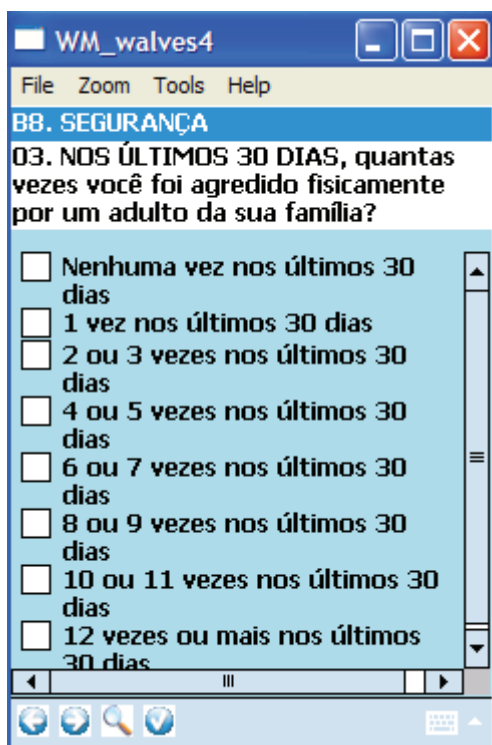 WM_walves4
File Zoom Tools Help
B8. SEGURANÇA
03. NOS ÚLTIMOS 30 DIAS, quantas
vezes você foi agredido fisicamente
por um adulto da sua família?
Nenhuma vez nos últimos 30
dias
1 vez nos últimos 30 dias
2 ou 3 vezes nos últimos 30
dias
4 ou 5 vezes nos últimos 30
dias
6 ou 7 vezes nos últimos 30
dias
8 ou 9 vezes nos últimos 30
dias
10 ou 11 vezes nos últimos 30
dias
12 vezes ou mais nos últimos
30 dias